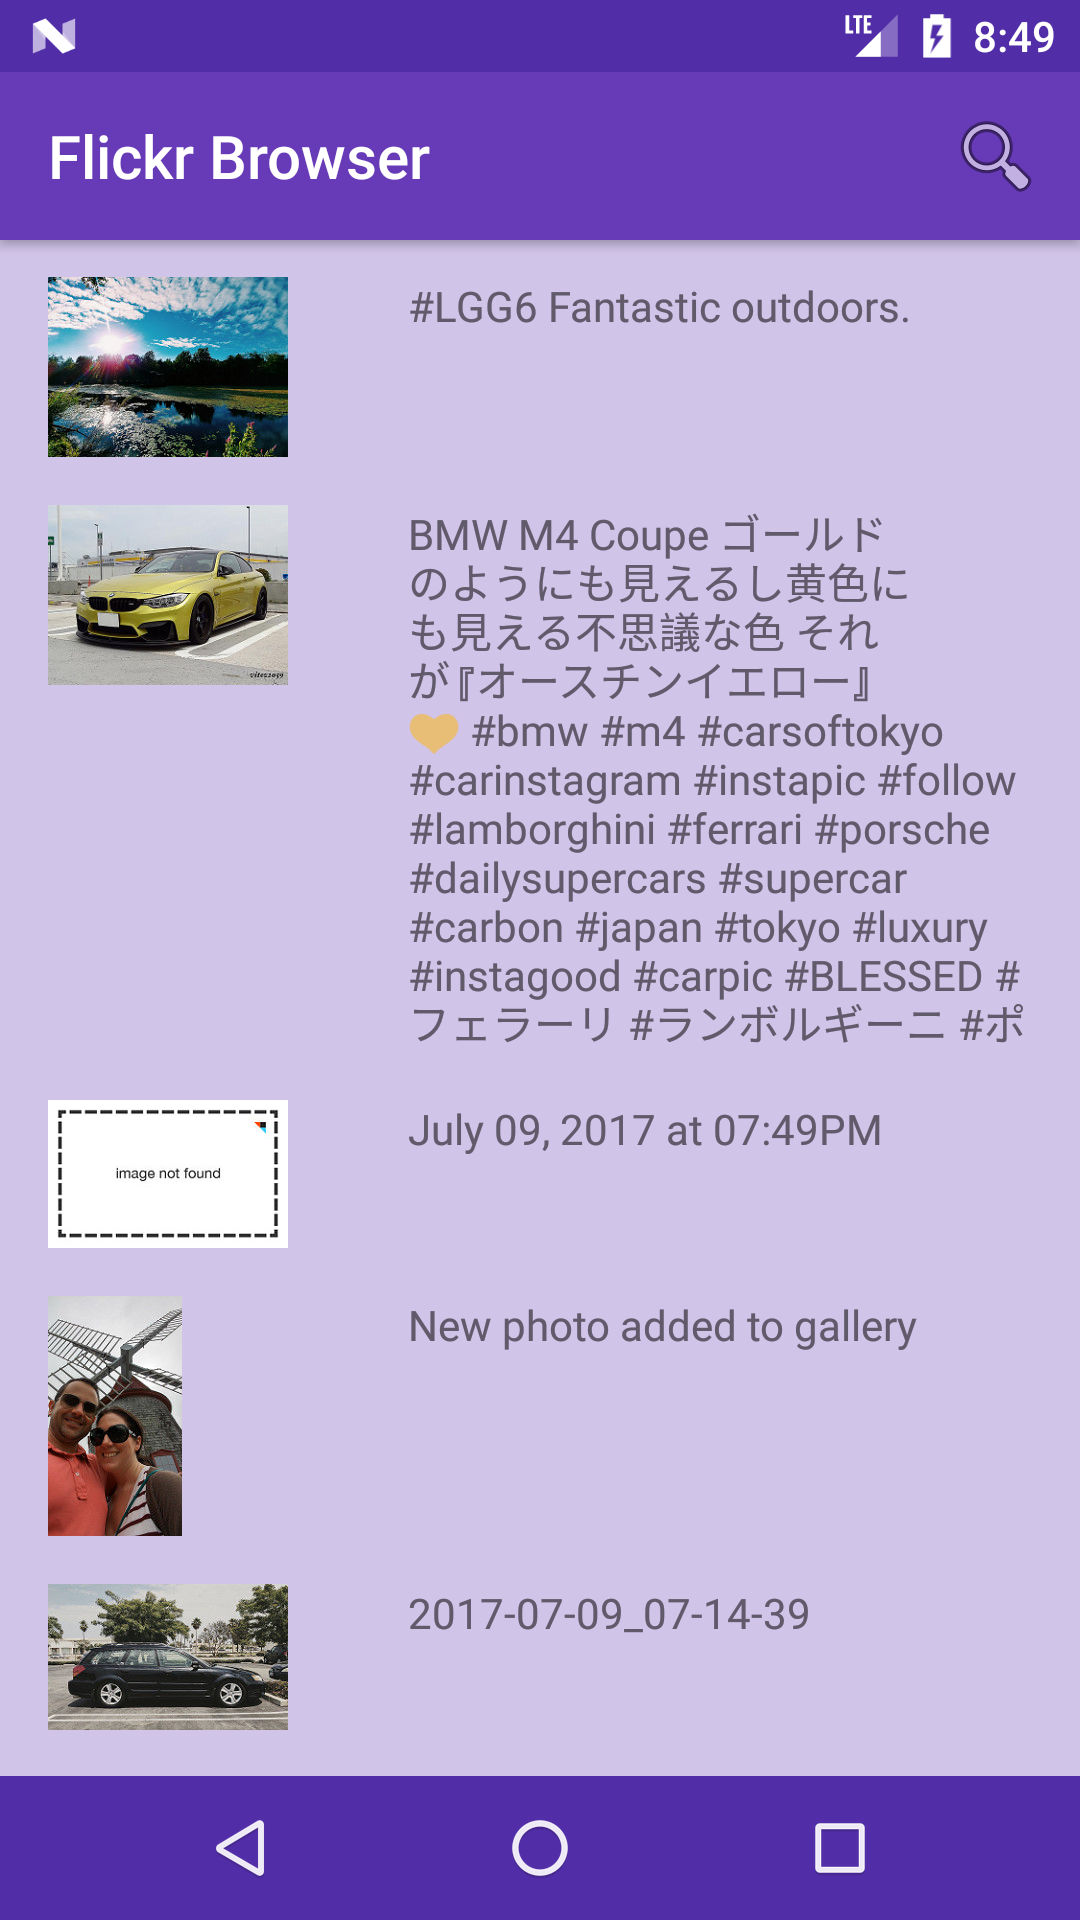 LTE 8:49
Flickr Browser
#LGG6 Fantastic outdoors.
BMW M4 Coupe ゴールド
のようにも見えるし黄色に
も見える不思議な色 それ
が『オースチンイエロー』
💛 #bmw #m4 #carsoftokyo
#carinstagram #instapic #follow
#lamborghini #ferrari #porsche
#dailysupercars #supercar
#carbon #japan #tokyo #luxury
#instagood #carpic #BLESSED #
フェラーリ #ランボルギーニ #ポ
vitez2059
image not found
July 09, 2017 at 07:49PM
New photo added to gallery
2017-07-09_07-14-39